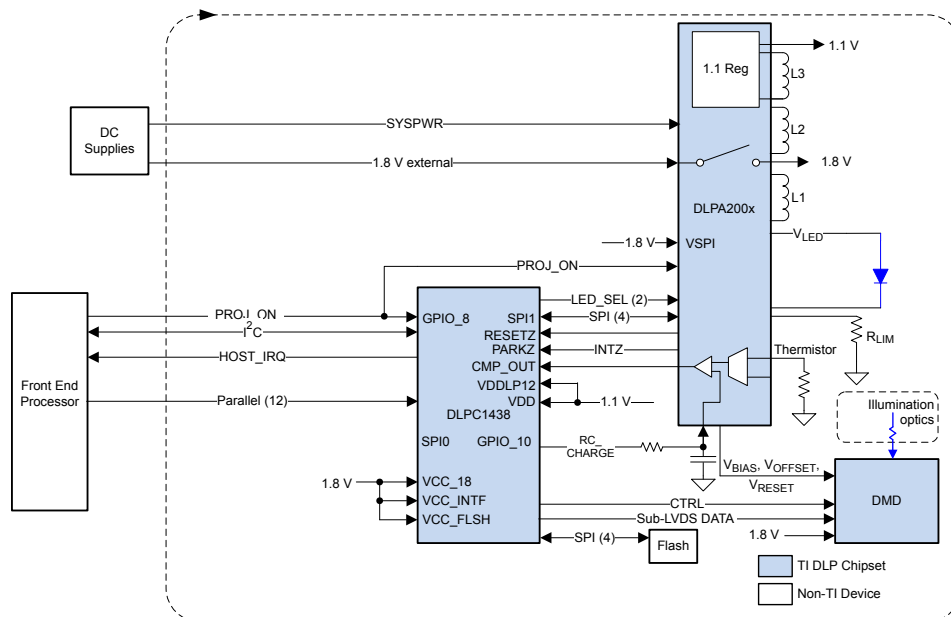 1.1 V
1.1 Reg
L3
DC
Supplies
SYSPWR
L2
1.8 V external
1.8 V
L1
DLPA200x
VLED
1.8 V
VSPI
PROJ_ON
Front End
Processor
PROJ_ON
I2C
HOST_IRQ
Parallel (12)
GPIO_8
SPI1
RESETZ
PARKZ
CMP_OUT
VDDLP12
VDD
DLPC1438
SPI0
GPIO_10
VCC_18
VCC_INTF
VCC_FLSH
1.8 V
LED_SEL (2)
SPI (4)
INTZ
1.1 V
RC_
CHARGE
RLIM
Thermistor
Illumination
optics
VBIAS, VOFFSET,
VRESET
CTRL
Sub-LVDS DATA
1.8 V
DMD
SPI (4)
Flash
TI DLP Chipset
Non-TI Device